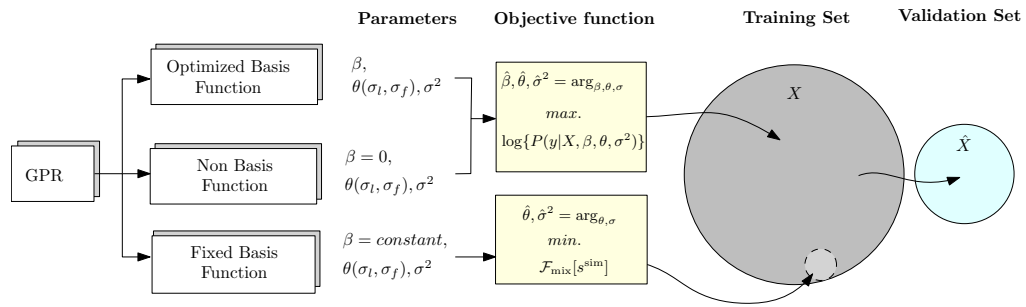 Parameters
Objective function
Training Set
Validation Set
GPR
Optimized Basis
Function
β,
θ(σ_l, σ_f), σ²
Non Basis
Function
β = 0,
θ(σ_l, σ_f), σ²
Fixed Basis
Function
β = constant,
θ(σ_l, σ_f), σ²
β̂, θ̂, σ̂² = arg_{β,θ,σ}
max.
log{P(y|X, β, θ, σ²)}
θ̂, σ̂² = arg_{θ,σ}
min.
ℱ_mix[s^sim]
X
X̂